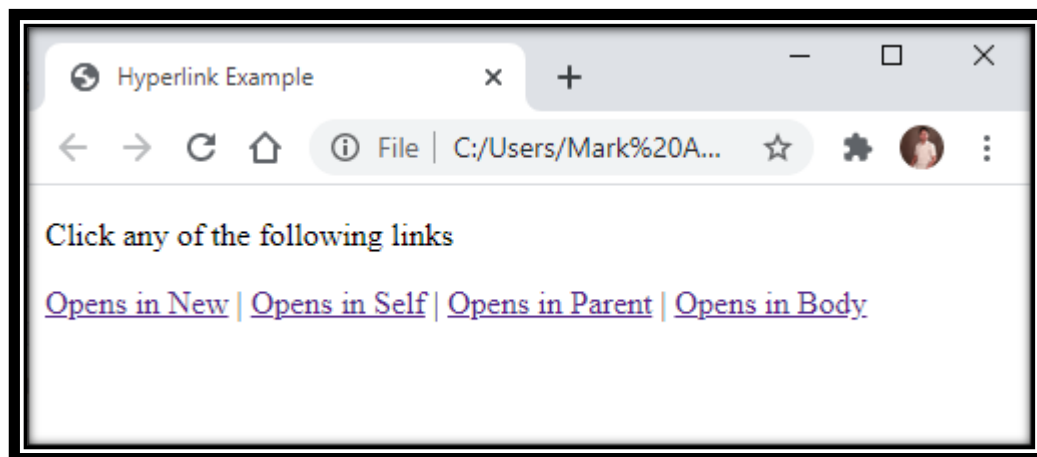 Hyperlink Example
File | C:/Users/Mark%20A...
Click any of the following links
Opens in New | Opens in Self | Opens in Parent | Opens in Body